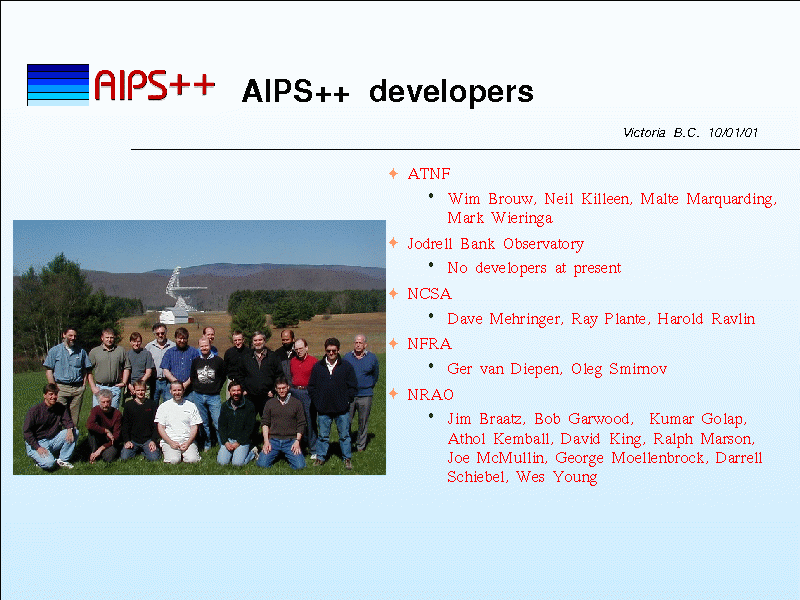 AIPS++ AIPS++ developers
Victoria B.C. 10/01/01
ATNF
Wim Brouw, Neil Killeen, Malte Marquarding,
Mark Wieringa
Jodrell Bank Observatory
No developers at present
NCSA
Dave Mehringer, Ray Plante, Harold Ravlin
NFRA
Ger van Diepen, Oleg Smirnov
NRAO
Jim Braatz, Bob Garwood, Kumar Golap,
Athol Kemball, David King, Ralph Marson,
Joe McMullin, George Moellenbrock, Darrell
Schiebel, Wes Young